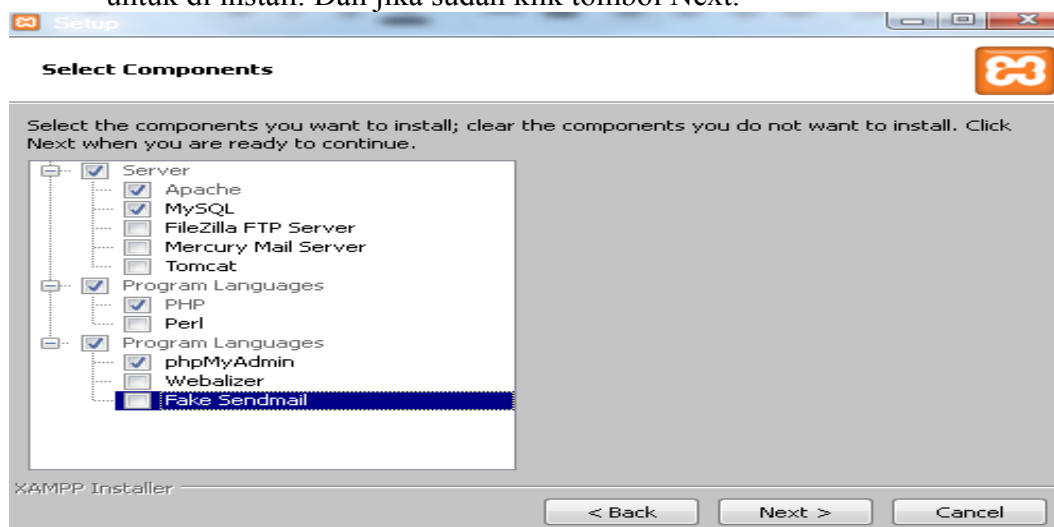 untuk di install. Dan jika sudah klik tombol Next.
Setup
Select Components
Select the components you want to install; clear the components you do not want to install. Click
Next when you are ready to continue.
Server
Apache
MySQL
FileZilla FTP Server
Mercury Mail Server
Tomcat
Program Languages
PHP
Perl
Program Languages
phpMyAdmin
Webalizer
Fake Sendmail
XAMPP Installer
< Back Next > Cancel